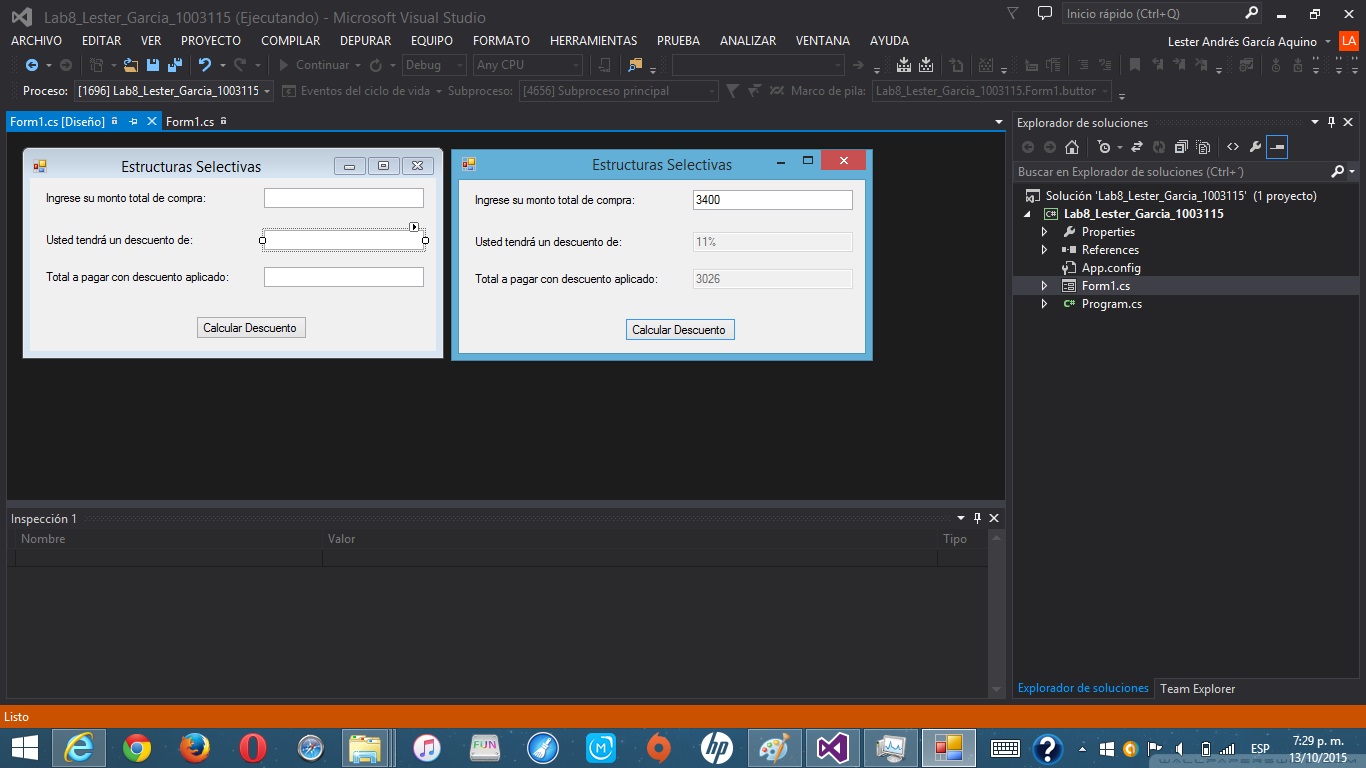 Lab8_Lester_Garcia_1003115 (Ejecutando) - Microsoft Visual Studio
Inicio rápido (Ctrl+Q)
ARCHIVO EDITAR VER PROYECTO COMPILAR DEPURAR EQUIPO FORMATO HERRAMIENTAS PRUEBA ANALIZAR VENTANA AYUDA
Lester Andrés García Aquino LA
Continuar Debug Any CPU
Proceso: [1696] Lab8_Lester_Garcia_1003115 Eventos del ciclo de vida Subproceso: [4656] Subproceso principal Marco de pila: Lab8_Lester_Garcia_1003115.Form1.button
Form1.cs [Diseño] Form1.cs
Estructuras Selectivas
Ingrese su monto total de compra:
Usted tendrá un descuento de:
Total a pagar con descuento aplicado:
Calcular Descuento
Estructuras Selectivas
Ingrese su monto total de compra: 3400
Usted tendrá un descuento de: 11%
Total a pagar con descuento aplicado: 3026
Calcular Descuento
Explorador de soluciones
Buscar en Explorador de soluciones (Ctrl+´)
Solución 'Lab8_Lester_Garcia_1003115' (1 proyecto)
C# Lab8_Lester_Garcia_1003115
Properties
References
App.config
Form1.cs
C# Program.cs
Inspección 1
Nombre Valor Tipo
Explorador de soluciones Team Explorer
Listo
FUN
M
hp
?
ESP
7:29 p. m.
13/10/2015